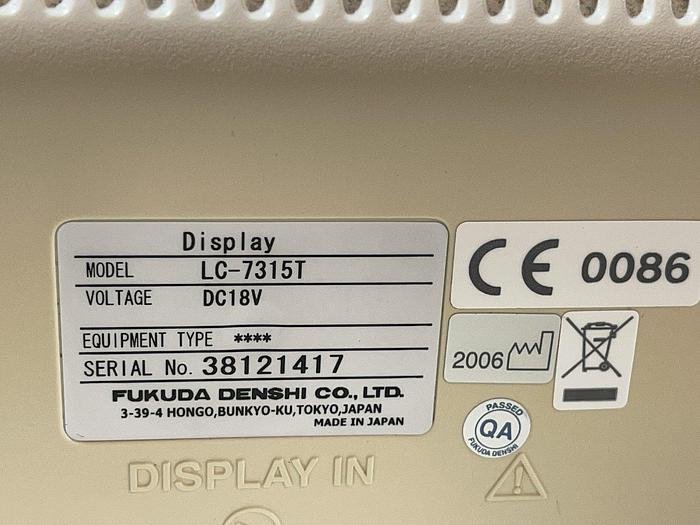 Display
MODEL LC-7315T
VOLTAGE DC18V
EQUIPMENT TYPE ****
SERIAL No. 38121417
FUKUDA DENSHI CO., LTD.
3-39-4 HONGO,BUNKYO-KU,TOKYO,JAPAN
MADE IN JAPAN
CE 0086
2006
PASSED
QA
FUKUDA DENSHI
DISPLAY IN